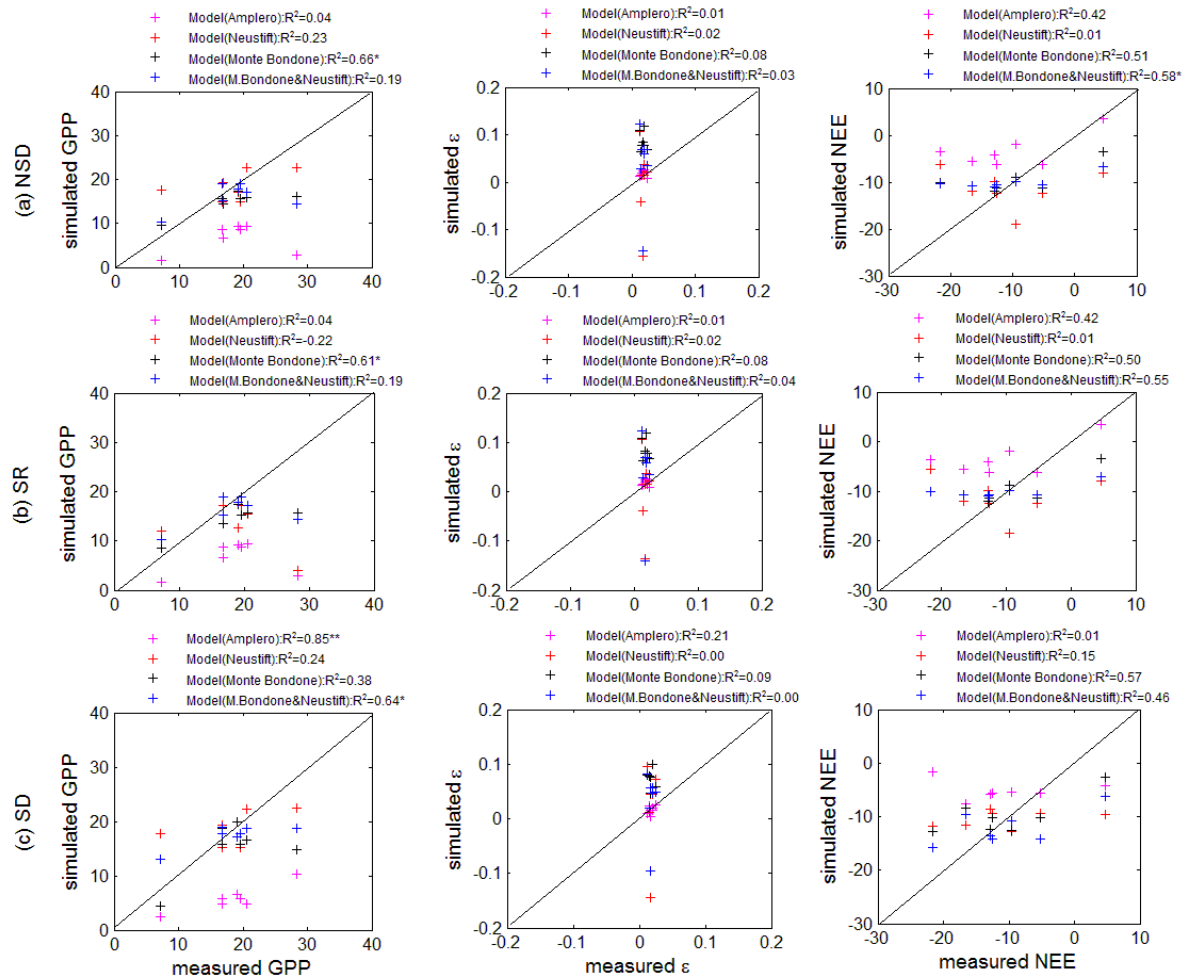 Model(Amplero):R²=0.04
Model(Neustift):R²=0.23
Model(Monte Bondone):R²=0.66*
Model(M.Bondone&Neustift):R²=0.19
40
30
20
10
0
0
10
20
30
40
simulated GPP
(a) NSD
Model(Amplero):R²=0.01
Model(Neustift):R²=0.02
Model(Monte Bondone):R²=0.08
Model(M.Bondone&Neustift):R²=0.03
0.2
0.1
0
-0.1
-0.2
-0.2
-0.1
0
0.1
0.2
simulated ε
Model(Amplero):R²=0.42
Model(Neustift):R²=0.01
Model(Monte Bondone):R²=0.51
Model(M.Bondone&Neustift):R²=0.58*
10
0
-10
-20
-30
-30
-20
-10
0
10
simulated NEE
Model(Amplero):R²=0.04
Model(Neustift):R²=-0.22
Model(Monte Bondone):R²=0.61*
Model(M.Bondone&Neustift):R²=0.19
40
30
20
10
0
0
10
20
30
40
simulated GPP
(b) SR
Model(Amplero):R²=0.01
Model(Neustift):R²=0.02
Model(Monte Bondone):R²=0.08
Model(M.Bondone&Neustift):R²=0.04
0.2
0.1
0
-0.1
-0.2
-0.2
-0.1
0
0.1
0.2
simulated ε
Model(Amplero):R²=0.42
Model(Neustift):R²=0.01
Model(Monte Bondone):R²=0.50
Model(M.Bondone&Neustift):R²=0.55
10
0
-10
-20
-30
-30
-20
-10
0
10
simulated NEE
Model(Amplero):R²=0.85**
Model(Neustift):R²=0.24
Model(Monte Bondone):R²=0.38
Model(M.Bondone&Neustift):R²=0.64*
40
30
20
10
0
0
10
20
30
40
simulated GPP
(c) SD
measured GPP
Model(Amplero):R²=0.21
Model(Neustift):R²=0.00
Model(Monte Bondone):R²=0.09
Model(M.Bondone&Neustift):R²=0.00
0.2
0.1
0
-0.1
-0.2
-0.2
-0.1
0
0.1
0.2
simulated ε
measured ε
Model(Amplero):R²=0.01
Model(Neustift):R²=0.15
Model(Monte Bondone):R²=0.57
Model(M.Bondone&Neustift):R²=0.46
10
0
-10
-20
-30
-30
-20
-10
0
10
simulated NEE
measured NEE